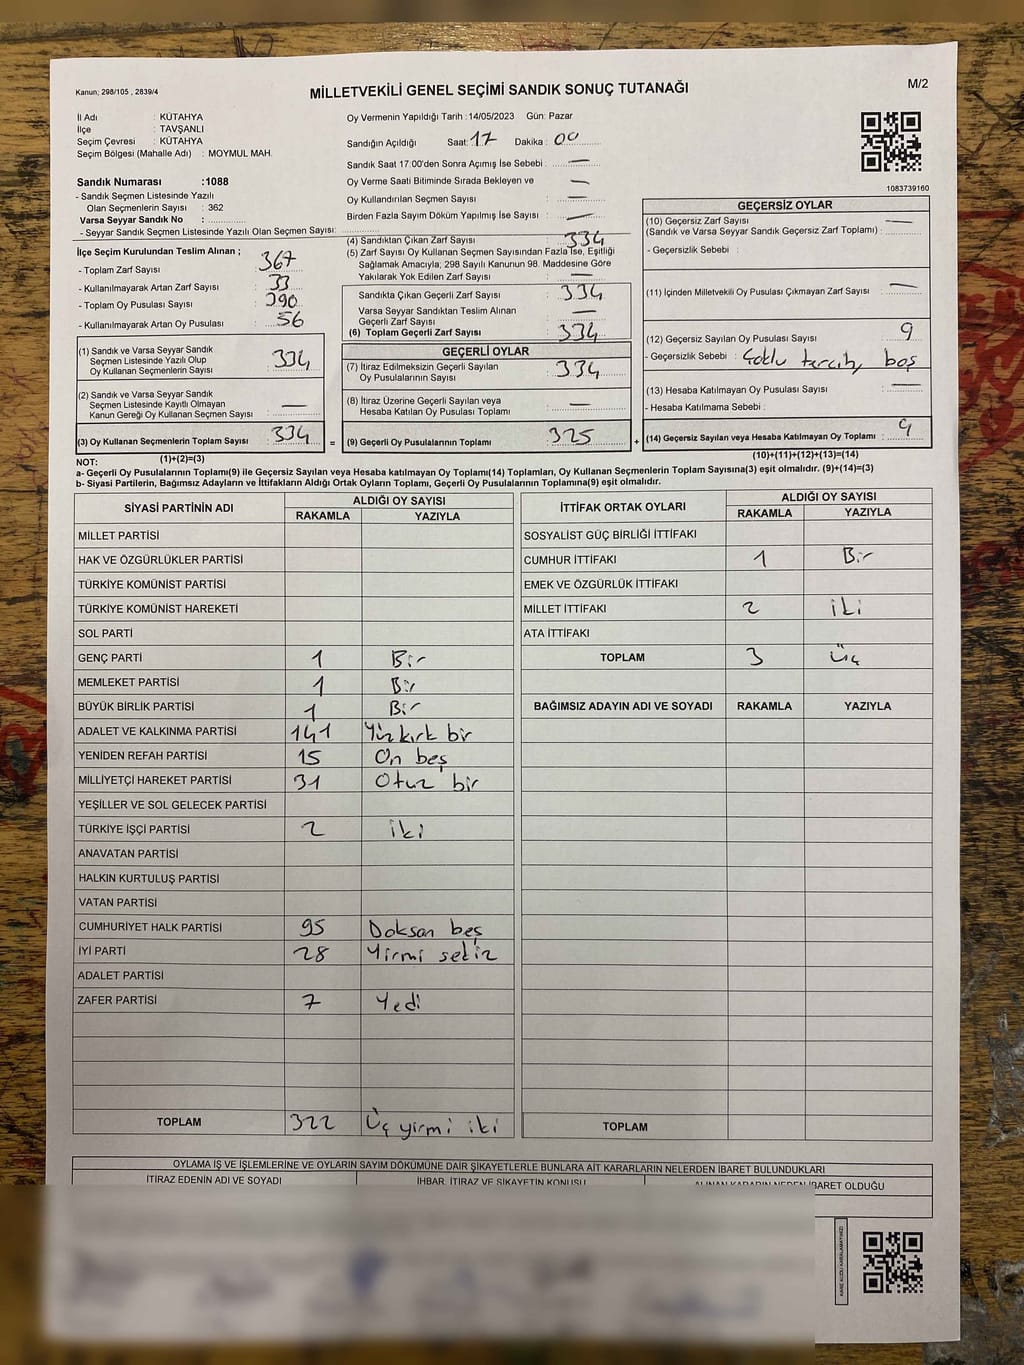 Kanun; 298/105 , 2839/4
MİLLETVEKİLİ GENEL SEÇİMİ SANDIK SONUÇ TUTANAĞI
M/2
İl Adı : KÜTAHYA
İlçe : TAVŞANLI
Seçim Çevresi : KÜTAHYA
Seçim Bölgesi (Mahalle Adı) : MOYMUL MAH.
Sandık Numarası :1088
- Sandık Seçmen Listesinde Yazılı
Olan Seçmenlerin Sayısı : 362
Varsa Seyyar Sandık No :
- Seyyar Sandık Seçmen Listesinde Yazılı Olan Seçmen Sayısı:
Oy Vermenin Yapıldığı Tarih :14/05/2023 Gün: Pazar
Sandığın Açıldığı Saat: 17 Dakika : 00
Sandık Saat 17.00'den Sonra Açımış İse Sebebi : —
Oy Verme Saati Bitiminde Sırada Bekleyen ve —
Oy Kullandırılan Seçmen Sayısı : —
Birden Fazla Sayım Döküm Yapılmış İse Sayısı : —
1083739160
İlçe Seçim Kurulundan Teslim Alınan ;
- Toplam Zarf Sayısı : 367
- Kullanılmayarak Artan Zarf Sayısı : 33
- Toplam Oy Pusulası Sayısı : 390
- Kullanılmayarak Artan Oy Pusulası : 56
(1) Sandık ve Varsa Seyyar Sandık
Seçmen Listesinde Yazılı Olup
Oy Kullanan Seçmenlerin Sayısı : 334
(2) Sandık ve Varsa Seyyar Sandık
Seçmen Listesinde Kayıtlı Olmayan
Kanun Gereği Oy Kullanan Seçmen Sayısı : —
(3) Oy Kullanan Seçmenlerin Toplam Sayısı : 334 =
(1)+(2)=(3)
(4) Sandıktan Çıkan Zarf Sayısı : 334
(5) Zarf Sayısı Oy Kullanan Seçmen Sayısından Fazla İse, Eşitliği
Sağlamak Amacıyla, 298 Sayılı Kanunun 98. Maddesine Göre
Yakılarak Yok Edilen Zarf Sayısı : —
Sandıkta Çıkan Geçerli Zarf Sayısı : 334
Varsa Seyyar Sandıktan Teslim Alınan
Geçerli Zarf Sayısı : —
(6) Toplam Geçerli Zarf Sayısı : 334
GEÇERLİ OYLAR
(7) İtiraz Edilmeksizin Geçerli Sayılan
Oy Pusulalarının Sayısı : 334
(8) İtiraz Üzerine Geçerli Sayılan veya
Hesaba Katılan Oy Pusulası Toplamı : —
(9) Geçerli Oy Pusulalarının Toplamı : 325 +
GEÇERSİZ OYLAR
(10) Geçersiz Zarf Sayısı : —
(Sandık ve Varsa Seyyar Sandık Geçersiz Zarf Toplamı) :
- Geçersizlik Sebebi :
(11) İçinden Milletvekili Oy Pusulası Çıkmayan Zarf Sayısı : —
(12) Geçersiz Sayılan Oy Pusulası Sayısı : 9
- Geçersizlik Sebebi : Çoklu tercih, boş
(13) Hesaba Katılmayan Oy Pusulası Sayısı : —
- Hesaba Katılmama Sebebi :
(14) Geçersiz Sayılan veya Hesaba Katılmayan Oy Toplamı : 9
(10)+(11)+(12)+(13)=(14)
NOT:
a- Geçerli Oy Pusulalarının Toplamı(9) ile Geçersiz Sayılan veya Hesaba katılmayan Oy Toplamı(14) Toplamları, Oy Kullanan Seçmenlerin Toplam Sayısına(3) eşit olmalıdır. (9)+(14)=(3)
b- Siyasi Partilerin, Bağımsız Adayların ve İttifakların Aldığı Ortak Oyların Toplamı, Geçerli Oy Pusulalarının Toplamına(9) eşit olmalıdır.
SİYASİ PARTİNİN ADI ALDIĞI OY SAYISI
RAKAMLA YAZIYLA
MİLLET PARTİSİ
HAK VE ÖZGÜRLÜKLER PARTİSİ
TÜRKİYE KOMÜNİST PARTİSİ
TÜRKİYE KOMÜNİST HAREKETİ
SOL PARTİ
GENÇ PARTİ 1 Bir
MEMLEKET PARTİSİ 1 Bir
BÜYÜK BİRLİK PARTİSİ 1 Bir
ADALET VE KALKINMA PARTİSİ 141 Yüz kırk bir
YENİDEN REFAH PARTİSİ 15 On beş
MİLLİYETÇİ HAREKET PARTİSİ 31 Otuz bir
YEŞİLLER VE SOL GELECEK PARTİSİ
TÜRKİYE İŞÇİ PARTİSİ 2 iki
ANAVATAN PARTİSİ
HALKIN KURTULUŞ PARTİSİ
VATAN PARTİSİ
CUMHURİYET HALK PARTİSİ 95 Doksan beş
İYİ PARTİ 28 Yirmi sekiz
ADALET PARTİSİ
ZAFER PARTİSİ 7 Yedi
TOPLAM 322 Üç yirmi iki
İTTİFAK ORTAK OYLARI ALDIĞI OY SAYISI
RAKAMLA YAZIYLA
SOSYALİST GÜÇ BİRLİĞİ İTTİFAKI
CUMHUR İTTİFAKI 1 Bir
EMEK VE ÖZGÜRLÜK İTTİFAKI
MİLLET İTTİFAKI 2 iki
ATA İTTİFAKI
TOPLAM 3 Üç
BAĞIMSIZ ADAYIN ADI VE SOYADI RAKAMLA YAZIYLA
TOPLAM
OYLAMA İŞ VE İŞLEMLERİNE VE OYLARIN SAYIM DÖKÜMÜNE DAİR ŞİKAYETLERLE BUNLARA AİT KARARLARIN NELERDEN İBARET BULUNDUKLARI
İTİRAZ EDENİN ADI VE SOYADI İHBAR, İTİRAZ VE ŞİKAYETİN KONUSU ALINAN KARARIN NEDEN İBARET OLDUĞU